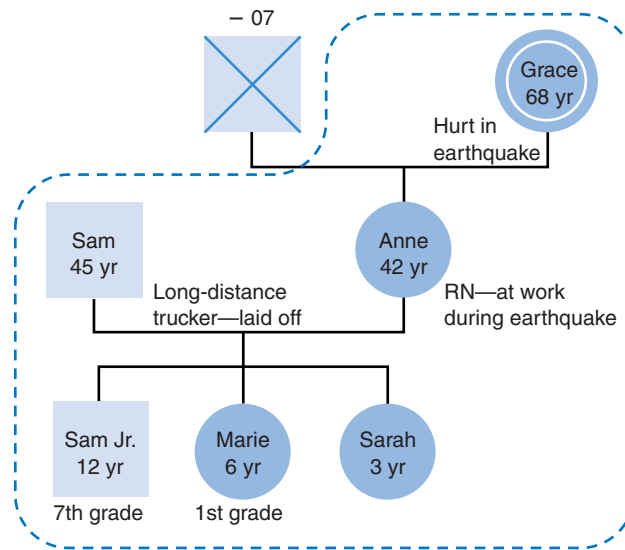 – 07
Grace
68 yr
Hurt in
earthquake
Sam
45 yr
Anne
42 yr
Long-distance
trucker—laid off
RN—at work
during earthquake
Sam Jr.
12 yr
Marie
6 yr
Sarah
3 yr
7th grade
1st grade